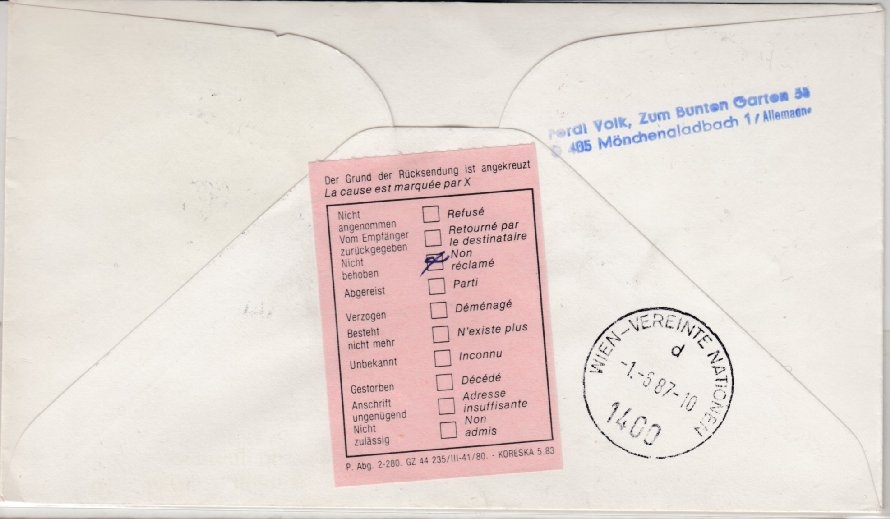 Ferdi Volk, Zum Bunten Garten
D 405 Mönchengladbach 1 / Allemagne
Der Grund der Rücksendung ist angekreuzt
La cause est marquée par X
Nicht angenommen Refusé
Vom Empfänger zurückgegeben Retourné par le destinataire
Nicht behoben Non réclamé
Abgereist Parti
Verzogen Déménagé
Besteht nicht mehr N'existe plus
Unbekannt Inconnu
Gestorben Décédé
Anschrift ungenügend Adresse insuffisante
Nicht zulässig Non admis
P. Abg. 2-280. GZ 44 235/III-41/80. - KORESKA 5 83
WIEN-VEREINTE NATIONEN
d
-1.-6 87-10
1400